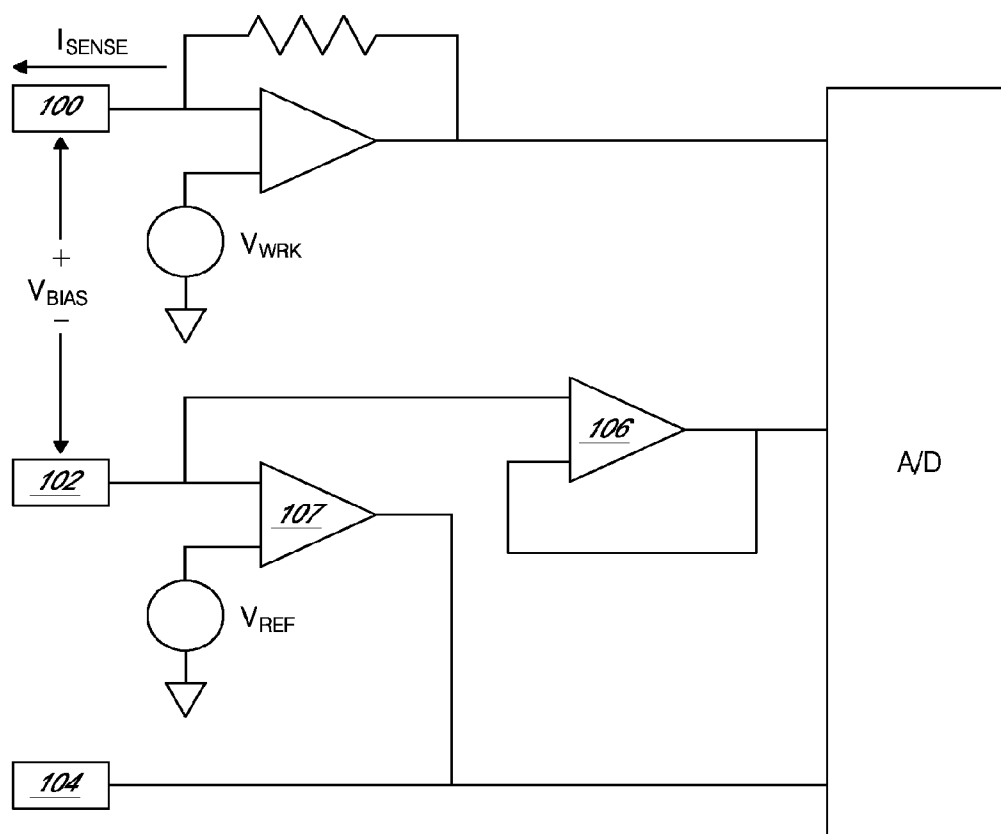 I_SENSE
100
V_WRK
+
V_BIAS
−
106
102
107
A/D
V_REF
104